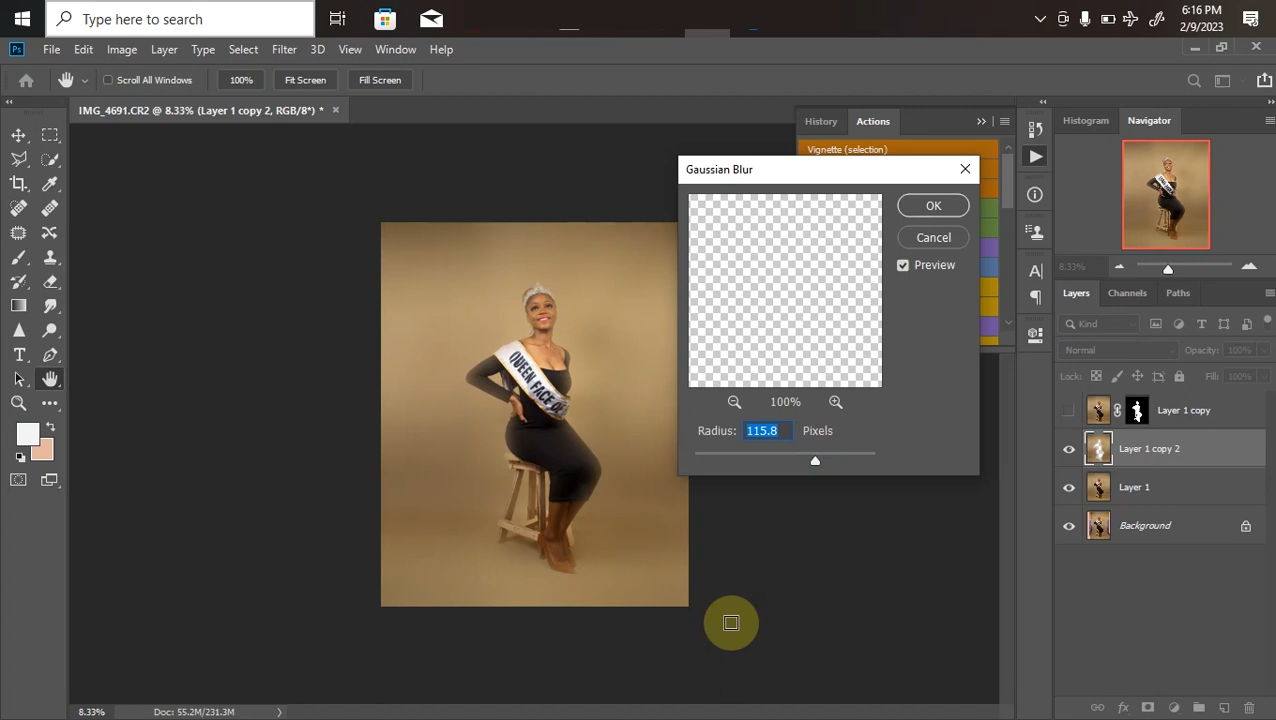 Type here to search
6:16 PM
2/9/2023
Ps
File Edit Image Layer Type Select Filter 3D View Window Help
Scroll All Windows 100% Fit Screen Fill Screen
IMG_4691.CR2 @ 8.33% (Layer 1 copy 2, RGB/8*) *
History Actions
Histogram Navigator
Vignette (selection)
Gaussian Blur
OK
Cancel
Preview
100%
Radius: 115.8 Pixels
8.33%
Layers Channels Paths
Kind
Normal Opacity: 100%
Lock: Fill: 100%
Layer 1 copy
Layer 1 copy 2
Layer 1
Background
QUEEN FACE OF
8.33% Doc: 55.2M/231.3M